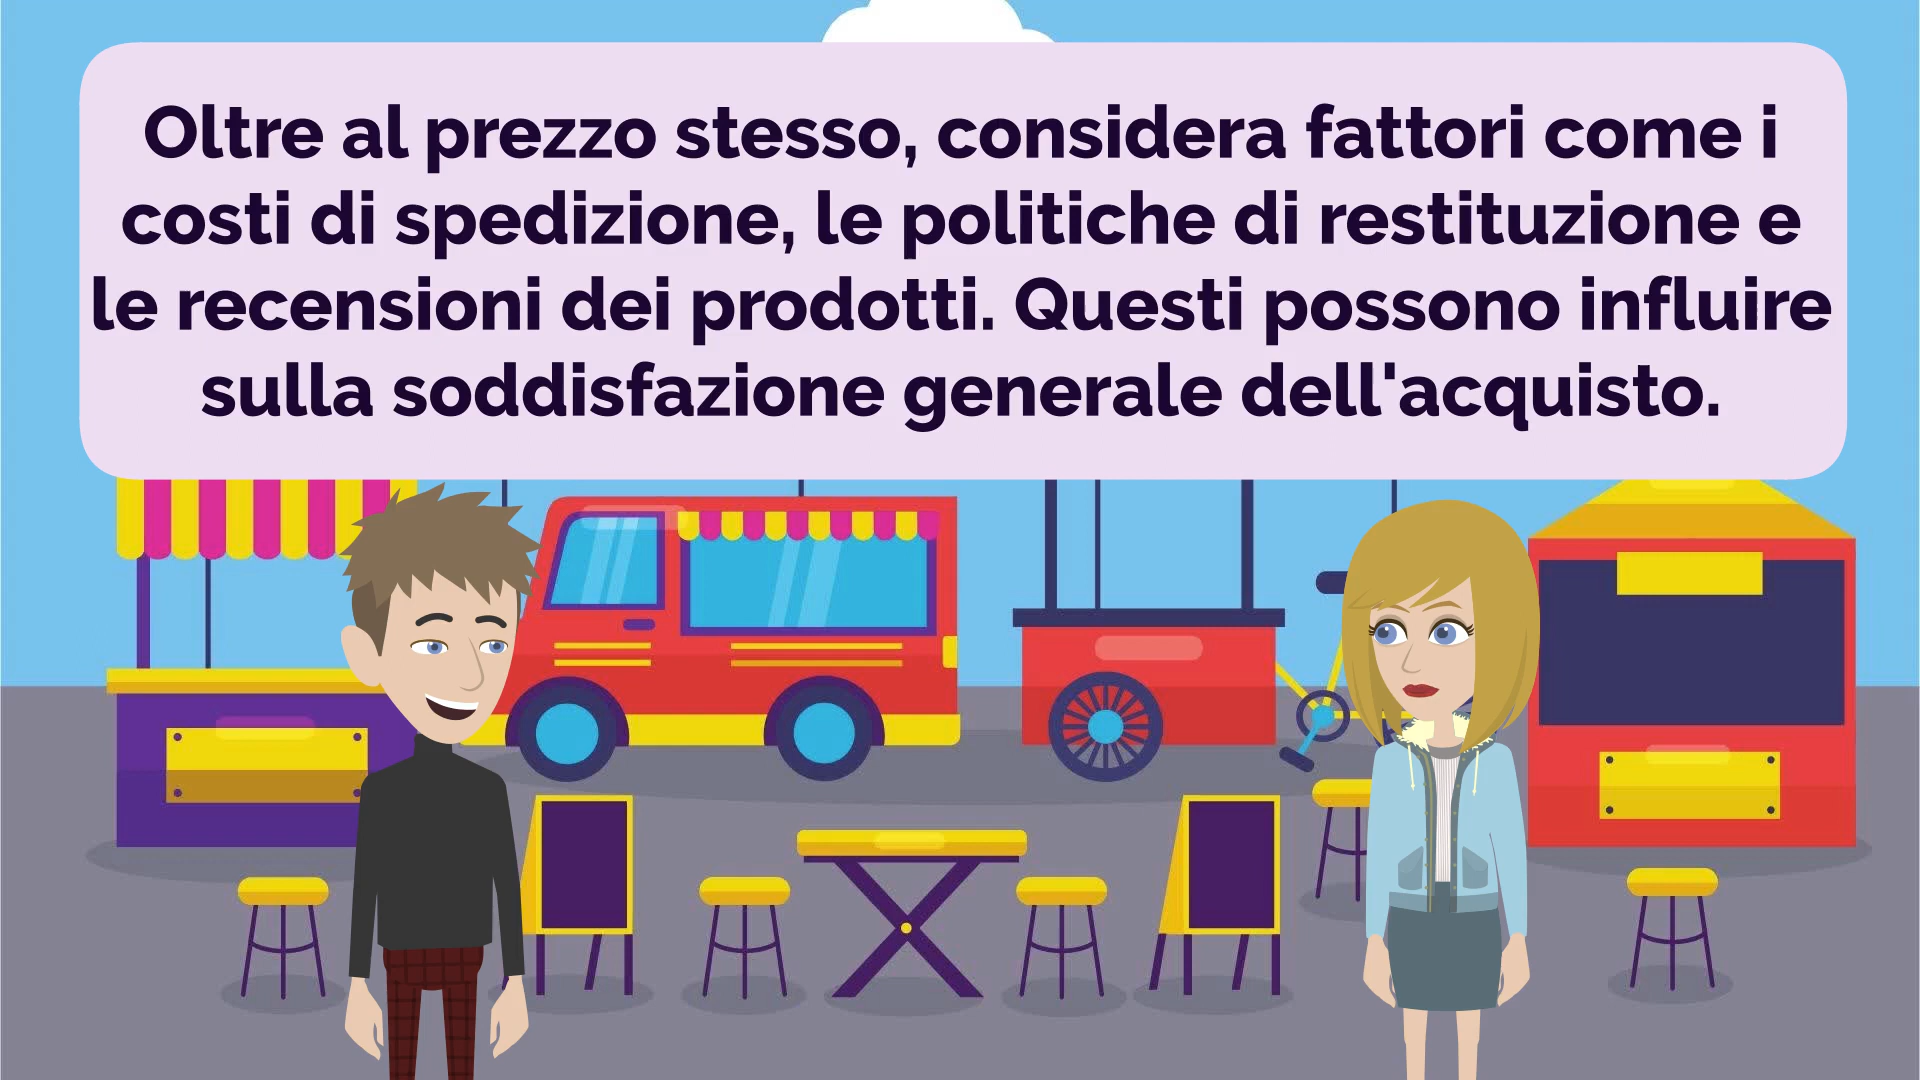 Oltre al prezzo stesso, considera fattori come i
costi di spedizione, le politiche di restituzione e
le recensioni dei prodotti. Questi possono influire
sulla soddisfazione generale dell'acquisto.